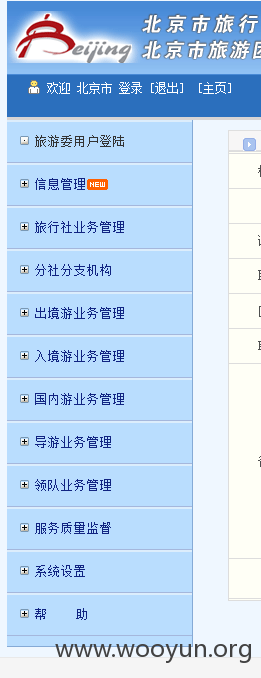 Beijing
北京市旅行
北京市旅游
欢迎 北京市 登录 [退出] [主页]
旅游委用户登陆
信息管理 NEW
旅行社业务管理
分社分支机构
出境游业务管理
入境游业务管理
国内游业务管理
导游业务管理
领队业务管理
服务质量监督
系统设置
帮 助
www.wooyun.org